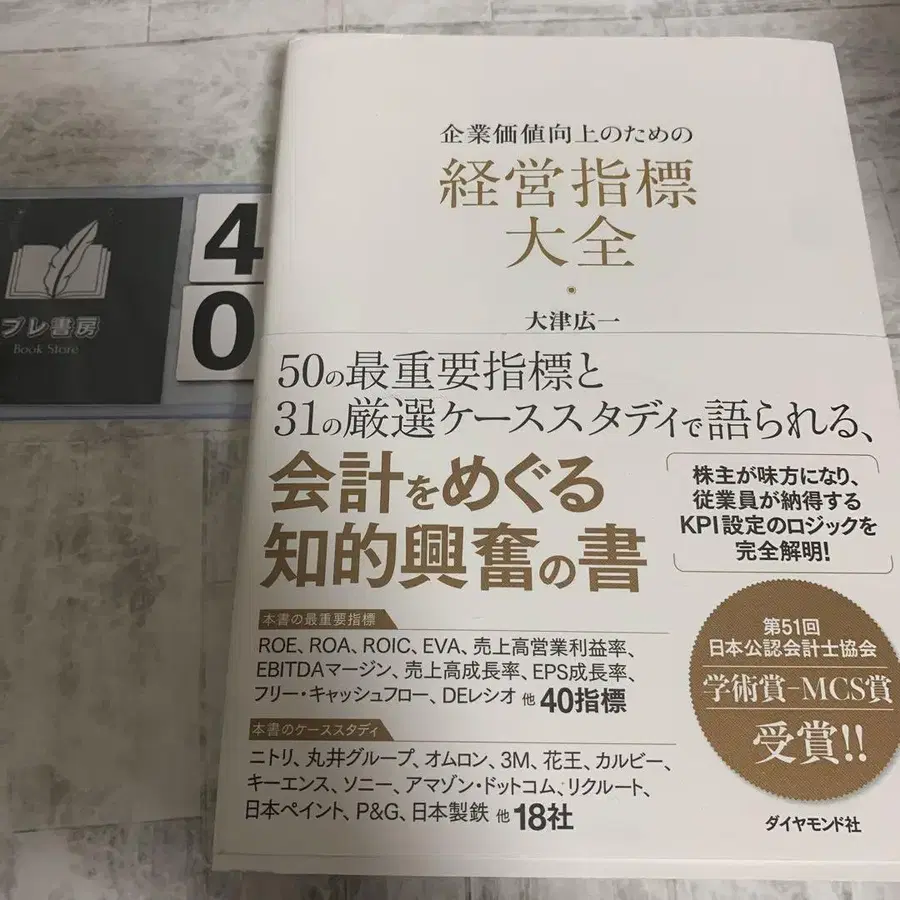 企業価値向上のための
経営指標
大全
大津広一
50の最重要指標と
31の厳選ケーススタディで語られる、
会計をめぐる
知的興奮の書
株主が味方になり、
従業員が納得する
KPI設定のロジックを
完全解明!
本書の最重要指標
ROE、ROA、ROIC、EVA、売上高営業利益率、
EBITDAマージン、売上高成長率、EPS成長率、
フリー・キャッシュフロー、DEレシオ 他 40指標
本書のケーススタディ
ニトリ、丸井グループ、オムロン、3M、花王、カルビー、
キーエンス、ソニー、アマゾン・ドットコム、リクルート、
日本ペイント、P&G、日本製鉄 他 18社
第51回
日本公認会計士協会
学術賞-MCS賞
受賞!!
ダイヤモンド社
ブレ書房
Book Store
4
0